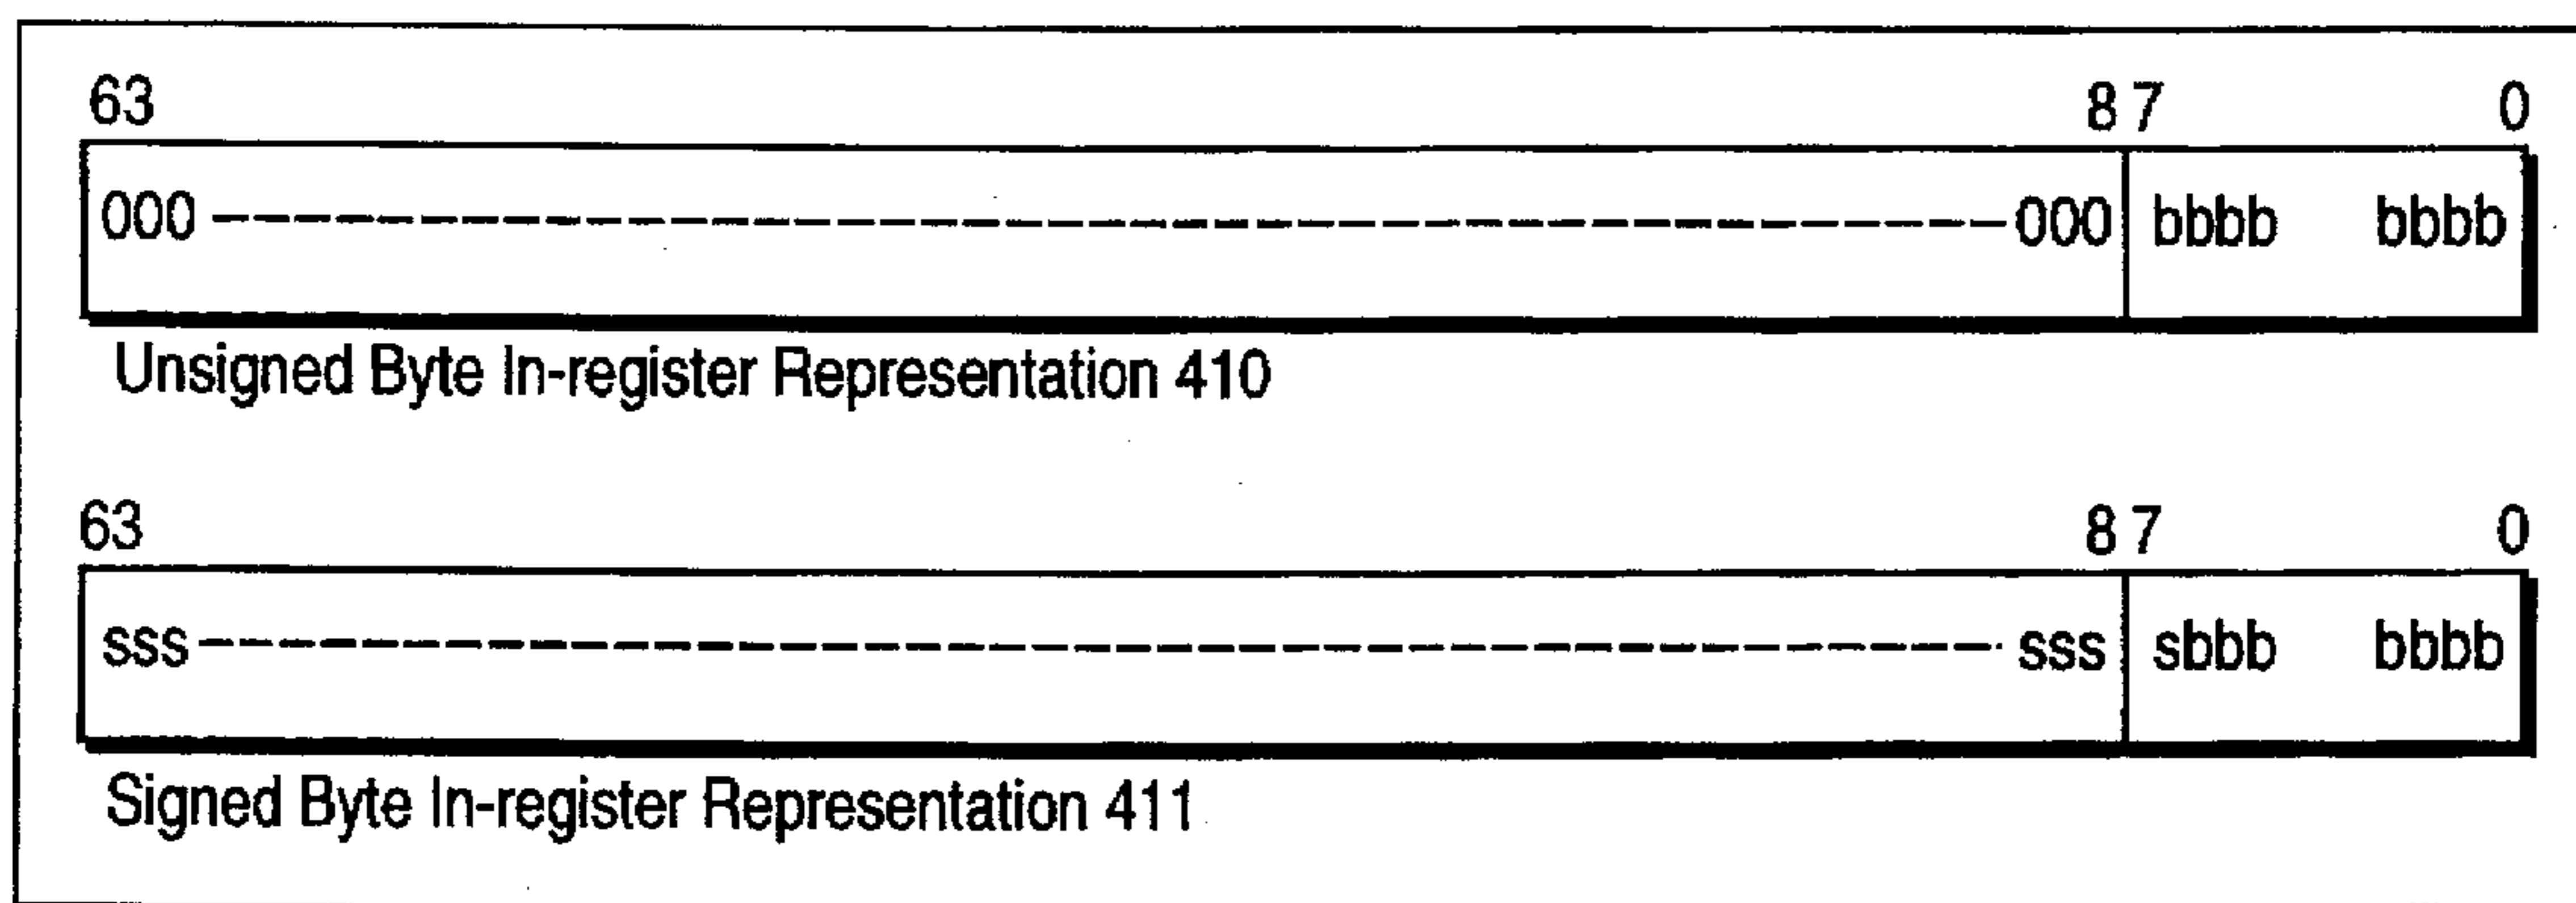 63 8 7 0
000 000 bbbb bbbb
Unsigned Byte In-register Representation 410
63 8 7 0
sss sss sbbb bbbb
Signed Byte In-register Representation 411